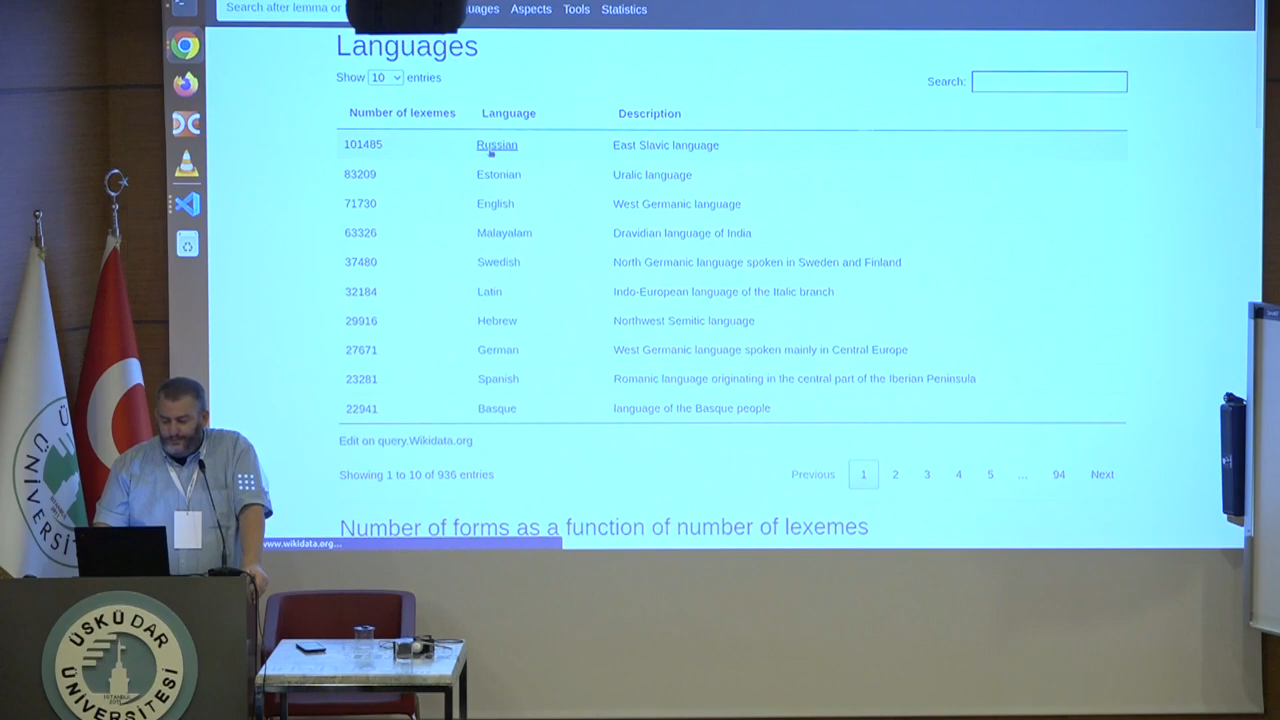 Search after lemma or
uages Aspects Tools Statistics
Languages
Show 10 entries
Search:
Number of lexemes Language Description
101485 Russian East Slavic language
83209 Estonian Uralic language
71730 English West Germanic language
63326 Malayalam Dravidian language of India
37480 Swedish North Germanic language spoken in Sweden and Finland
32184 Latin Indo-European language of the Italic branch
29916 Hebrew Northwest Semitic language
27671 German West Germanic language spoken mainly in Central Europe
23281 Spanish Romanic language originating in the central part of the Iberian Peninsula
22941 Basque language of the Basque people
Edit on query.Wikidata.org
Showing 1 to 10 of 936 entries
Previous 1 2 3 4 5 ... 94 Next
Number of forms as a function of number of lexemes
www.wikidata.org...
ÜSKÜDAR
ÜNİVERSİTESİ
İSTANBUL
2011